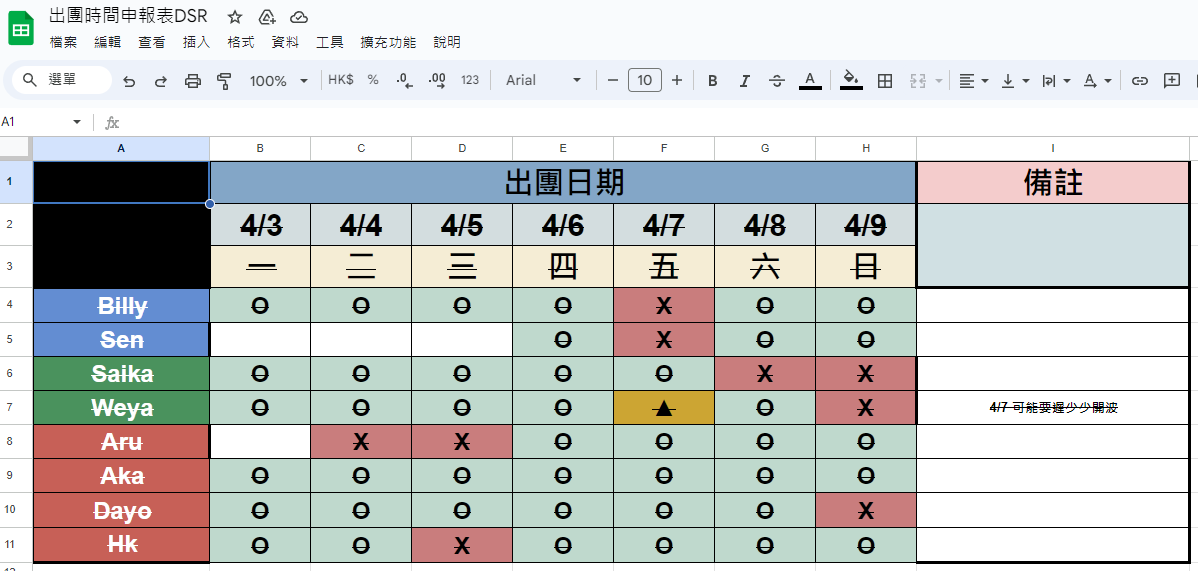 出團時間申報表DSR
檔案 編輯 查看 插入 格式 資料 工具 擴充功能 說明
選單 100% HK$ % .0 .00 123 Arial 10 B I A A
A1 fx
A B C D E F G H I
1 出團日期 備註
2 4/3 4/4 4/5 4/6 4/7 4/8 4/9
3 一 二 三 四 五 六 日
4 Billy O O O O X O O
5 Sen O X O O
6 Saika O O O O O X X
7 Weya O O O O ▲ O X 4/7 可能要遲少少開波
8 Aru X X O O O O
9 Aka O O O O O O O
10 Dayo O O O O O O X
11 Hk O O X O O O O